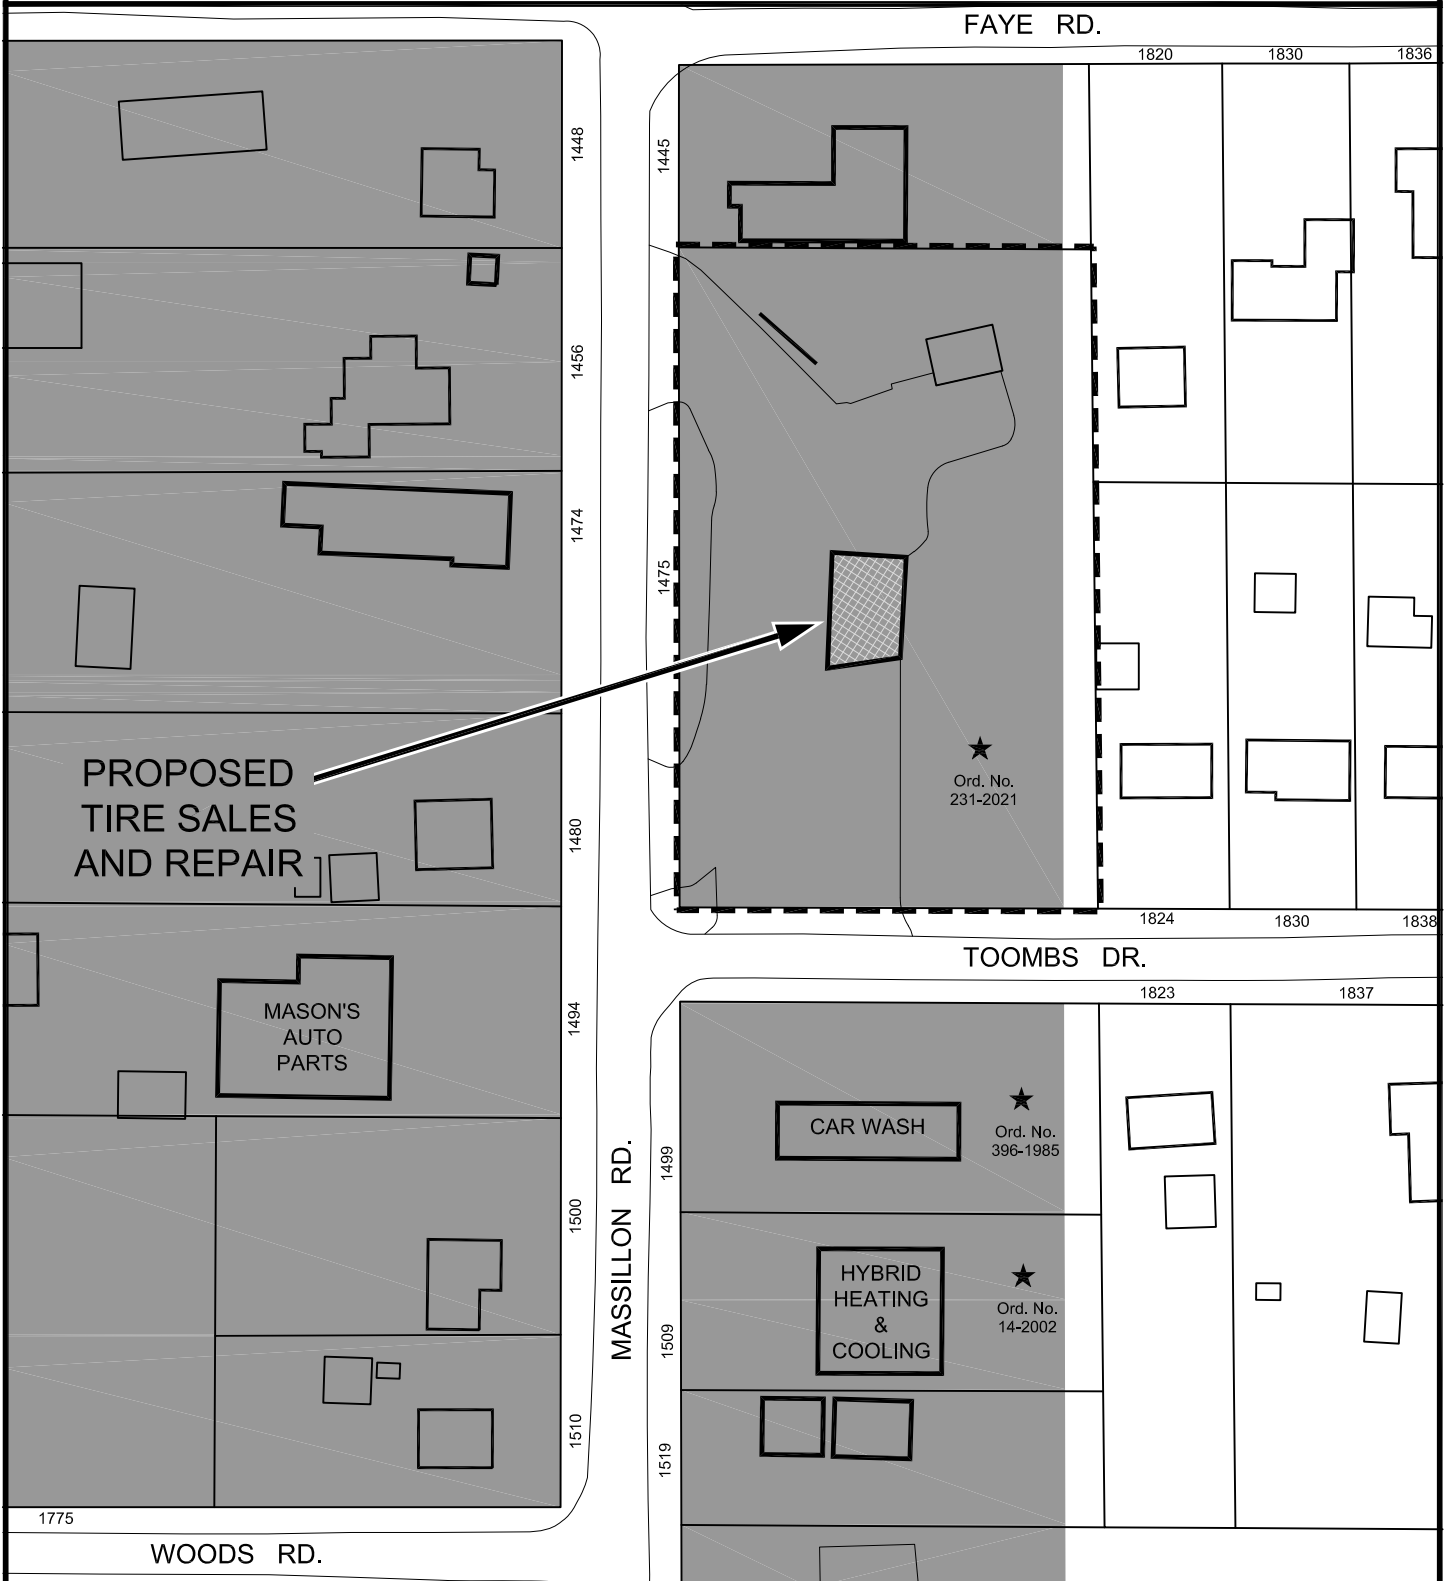 FAYE RD.
1820
1830
1836
1448
1445
1456
1474
1475
PROPOSED
TIRE SALES
AND REPAIR
Ord. No.
231-2021
1480
1824
1830
1838
TOOMBS DR.
1823
1837
MASON'S
AUTO
PARTS
1494
CAR WASH
Ord. No.
396-1985
1499
MASSILLON RD.
1500
HYBRID
HEATING
&
COOLING
Ord. No.
14-2002
1509
1510
1519
1775
WOODS RD.